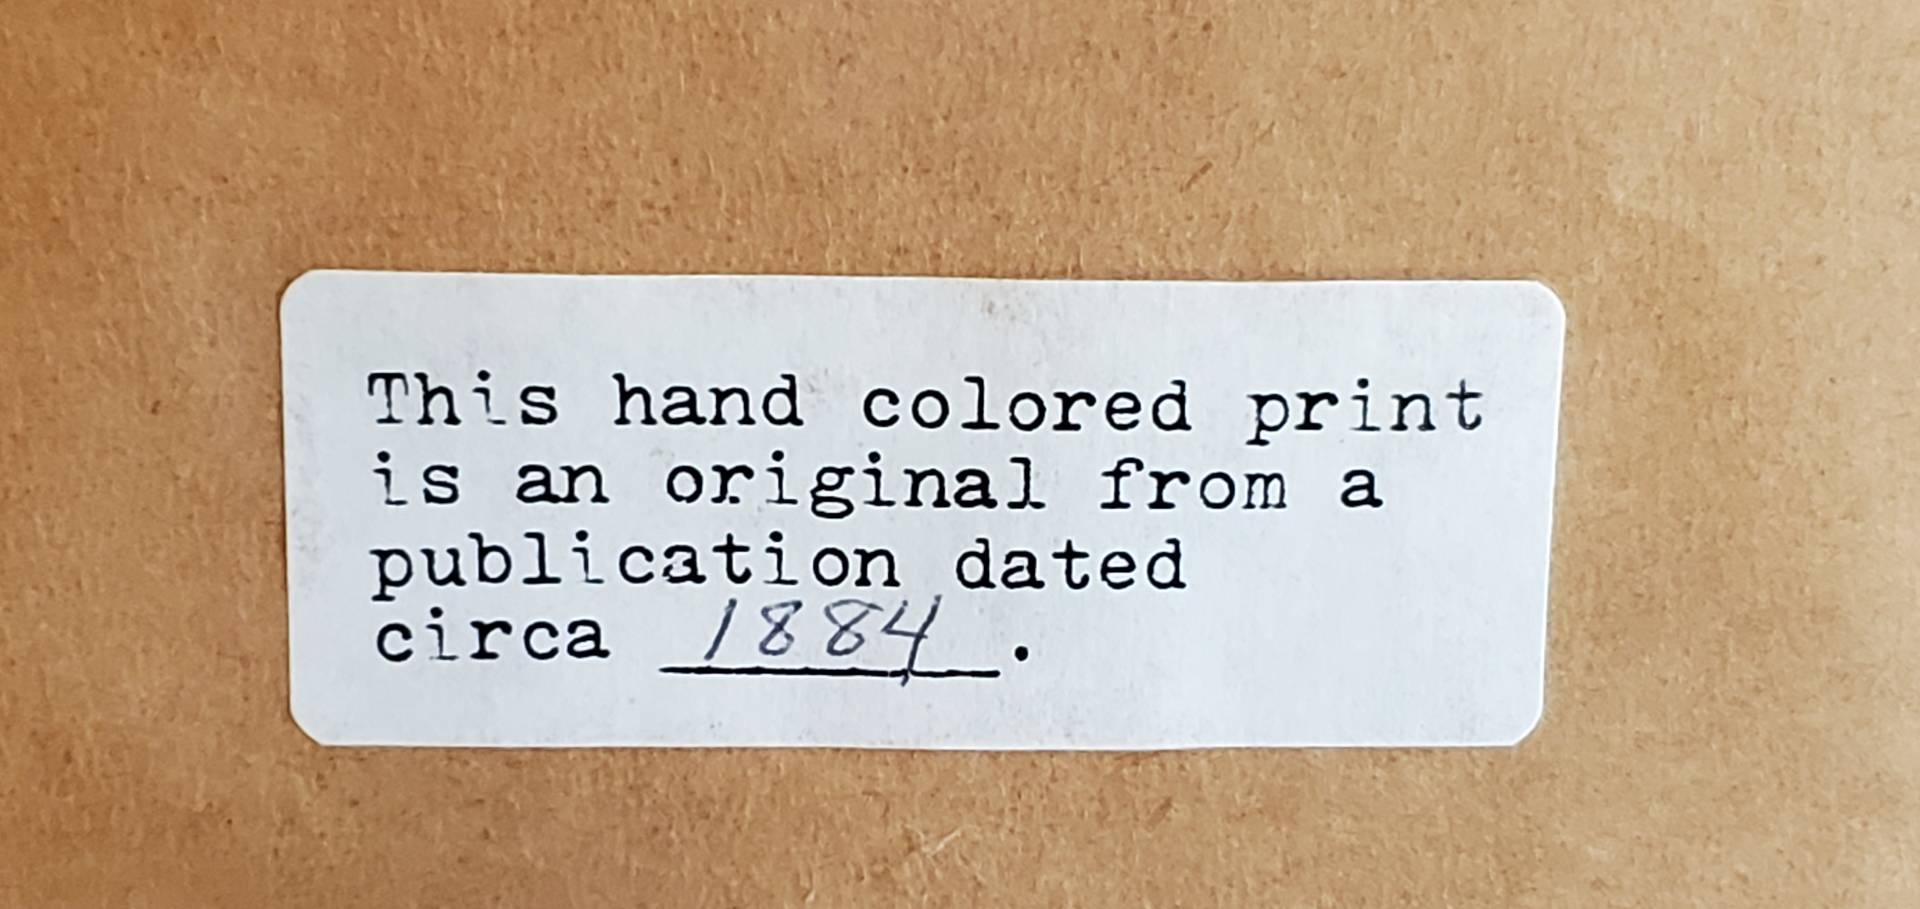 This hand colored print
is an original from a
publication dated
circa 1884.